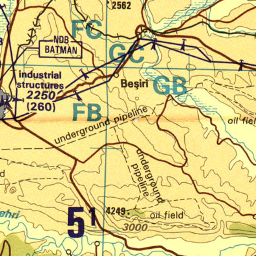 2562
FC
NDB
BATMAN
GC
Industrial
structures
Beşiri
GB
2250
(260)
FB
underground pipeline
underground
pipeline
5¹
4249
oil field
oil field
3000